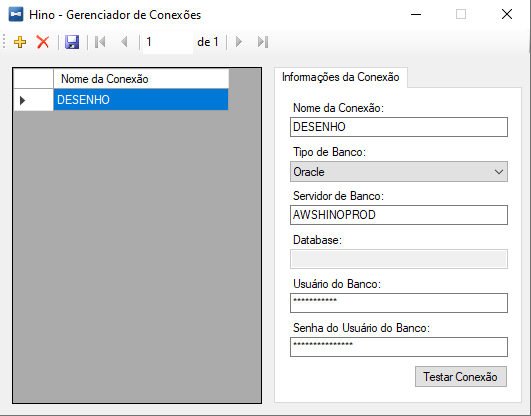 Hino - Gerenciador de Conexões
1 de 1
Nome da Conexão
DESENHO
Informações da Conexão
Nome da Conexão:
DESENHO
Tipo de Banco:
Oracle
Servidor de Banco:
AWSHINOPROD
Database:
Usuário do Banco:
***********
Senha do Usuário do Banco:
***************
Testar Conexão